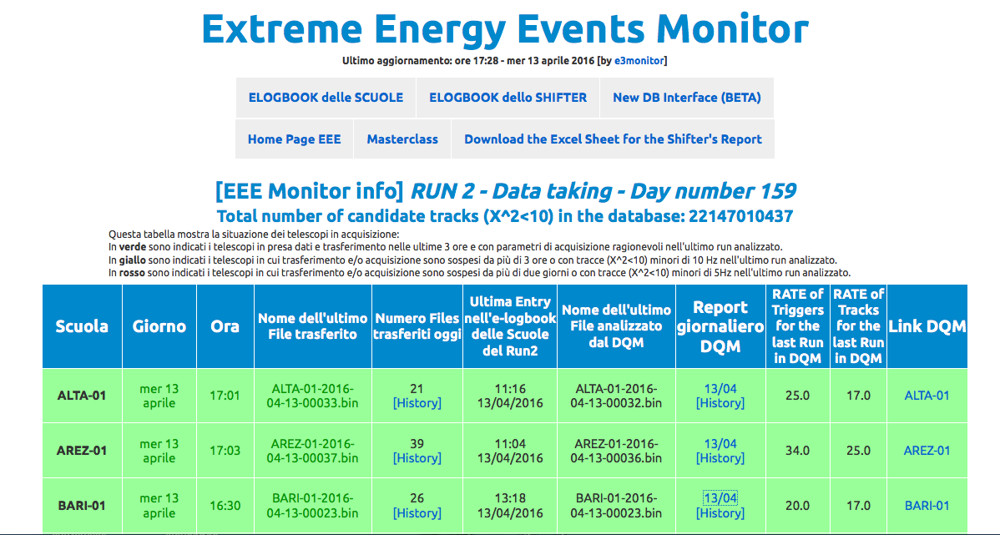 Extreme Energy Events Monitor
Ultimo aggiornamento: ore 17:28 - mer 13 aprile 2016 [by e3monitor]
ELOGBOOK delle SCUOLE
ELOGBOOK dello SHIFTER
New DB Interface (BETA)
Home Page EEE
Masterclass
Download the Excel Sheet for the Shifter's Report
[EEE Monitor info] RUN 2 - Data taking - Day number 159
Total number of candidate tracks (X^2<10) in the database: 22147010437
Questa tabella mostra la situazione dei telescopi in acquisizione:
In verde sono indicati i telescopi in presa dati e trasferimento nelle ultime 3 ore e con parametri di acquisizione ragionevoli nell'ultimo run analizzato.
In giallo sono indicati i telescopi in cui trasferimento e/o acquisizione sono sospesi da più di 3 ore o con tracce (X^2<10) minori di 10 Hz nell'ultimo run analizzato.
In rosso sono indicati i telescopi in cui trasferimento e/o acquisizione sono sospesi da più di due giorni o con tracce (X^2<10) minori di 5Hz nell'ultimo run analizzato.
Scuola
Giorno
Ora
Nome dell'ultimo
File trasferito
Numero Files
trasferiti oggi
Ultima Entry
nell'e-logbook
delle Scuole
del Run2
Nome dell'ultimo
File analizzato
dal DQM
Report
giornaliero
DQM
RATE of
Triggers
for the
last Run
in DQM
RATE of
Tracks
for the
last Run
in DQM
Link DQM
ALTA-01
mer 13
aprile
17:01
ALTA-01-2016-
04-13-00033.bin
21
[History]
11:16
13/04/2016
ALTA-01-2016-
04-13-00032.bin
13/04
[History]
25.0
17.0
ALTA-01
AREZ-01
mer 13
aprile
17:03
AREZ-01-2016-
04-13-00037.bin
39
[History]
11:04
13/04/2016
AREZ-01-2016-
04-13-00036.bin
13/04
[History]
34.0
25.0
AREZ-01
BARI-01
mer 13
aprile
16:30
BARI-01-2016-
04-13-00023.bin
26
[History]
13:18
13/04/2016
BARI-01-2016-
04-13-00023.bin
13/04
[History]
20.0
17.0
BARI-01